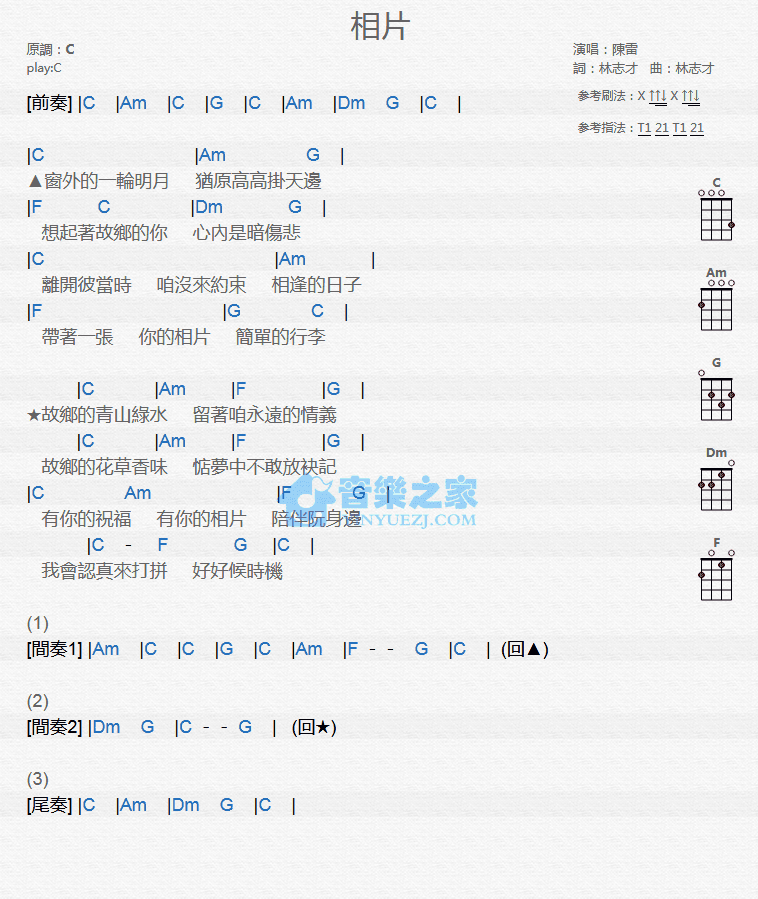 相片
原調：C
演唱：陳雷
play:C
詞：林志才 曲：林志才
参考刷法：X ↑↑↓ X ↑↑↓
参考指法：T1 21 T1 21
[前奏] |C |Am |C |G |C |Am |Dm G |C |
|C |Am G |
▲窗外的一輪明月 猶原高高掛天邊
|F C |Dm G |
想起著故鄉的你 心內是暗傷悲
|C |Am |
離開彼當時 咱沒來約束 相逢的日子
|F |G C |
帶著一張 你的相片 簡單的行李
|C |Am |F |G |
★故鄉的青山綠水 留著咱永遠的情義
|C |Am |F |G |
故鄉的花草香味 惦夢中不敢放袂記
|C Am |F G |
有你的祝福 有你的相片 陪伴阮身邊
|C - F G |C |
我會認真來打拼 好好候時機
(1)
[間奏1] |Am |C |C |G |C |Am |F - - G |C | (回▲)
(2)
[間奏2] |Dm G |C - - G | (回★)
(3)
[尾奏] |C |Am |Dm G |C |
C
Am
G
Dm
F
音樂之家
YINYUEZJ.COM